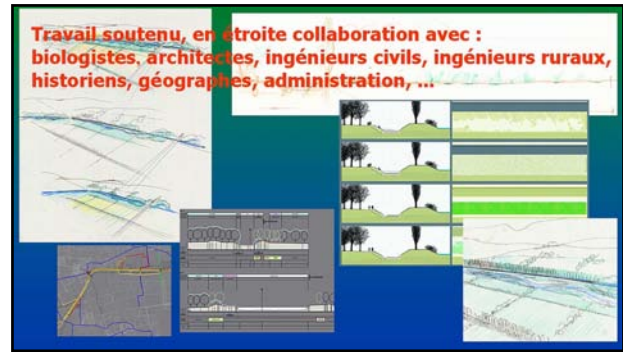 Travail soutenu, en étroite collaboration avec :
biologistes, architectes, ingénieurs civils, ingénieurs ruraux,
historiens, géographes, administration, ...